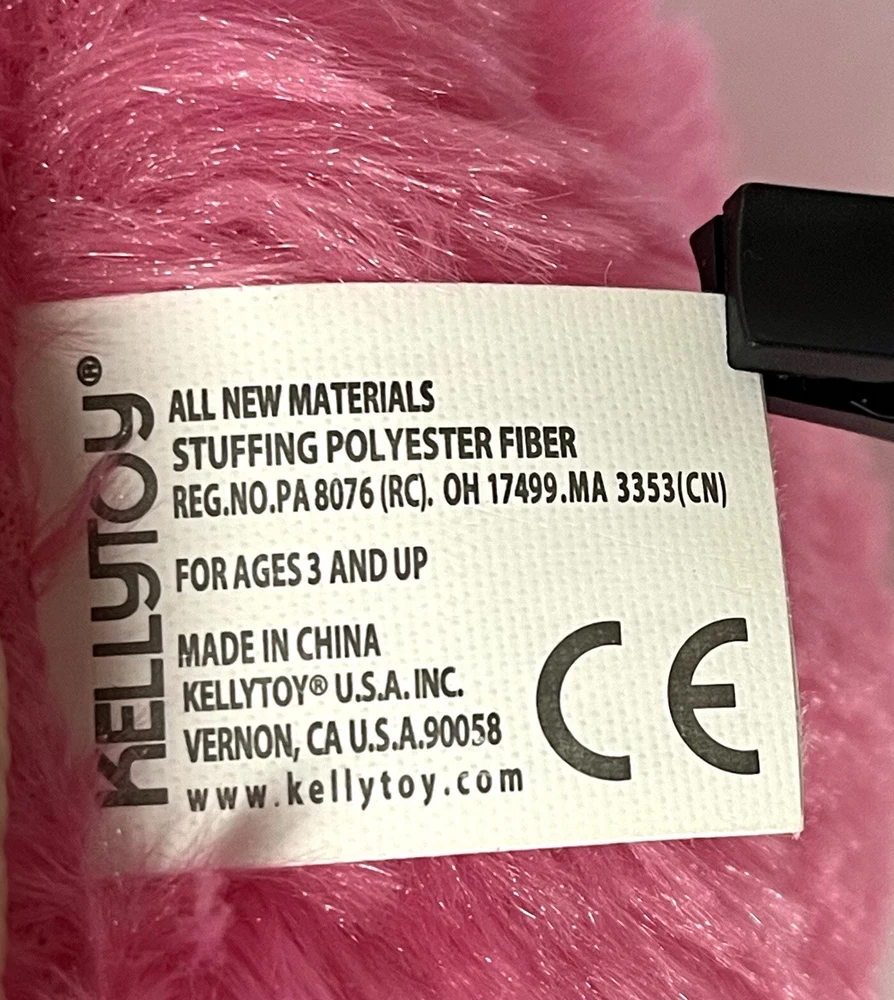 KELLYTOY®
ALL NEW MATERIALS
STUFFING POLYESTER FIBER
REG.NO.PA 8076 (RC). OH 17499.MA 3353(CN)
FOR AGES 3 AND UP
MADE IN CHINA
KELLYTOY® U.S.A. INC.
VERNON, CA U.S.A.90058
www.kellytoy.com
CE